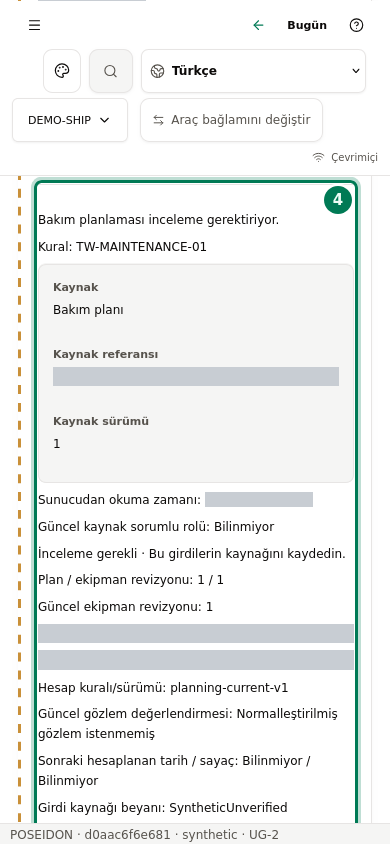 Bugün
Türkçe
DEMO-SHIP
Araç bağlamını değiştir
Çevrimiçi
4
Bakım planlaması inceleme gerektiriyor.
Kural: TW-MAINTENANCE-01
Kaynak
Bakım planı
Kaynak referansı
Kaynak sürümü
1
Sunucudan okuma zamanı:
Güncel kaynak sorumlu rolü: Bilinmiyor
İnceleme gerekli · Bu girdilerin kaynağını kaydedin.
Plan / ekipman revizyonu: 1 / 1
Güncel ekipman revizyonu: 1
Hesap kuralı/sürümü: planning-current-v1
Güncel gözlem değerlendirmesi: Normalleştirilmiş
gözlem istenmemiş
Sonraki hesaplanan tarih / sayaç: Bilinmiyor /
Bilinmiyor
Girdi kaynağı beyanı: SyntheticUnverified
POSEIDON · d0aac6f6e681 · synthetic · UG-2